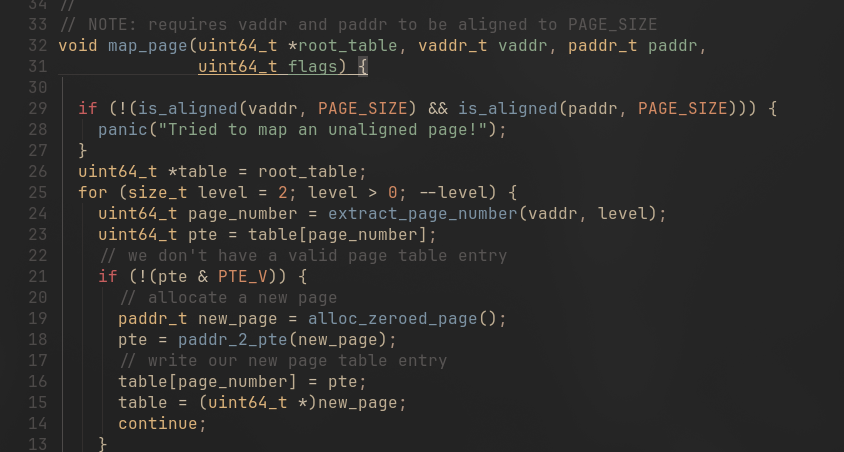 34 //
33 // NOTE: requires vaddr and paddr to be aligned to PAGE_SIZE
32 void map_page(uint64_t *root_table, vaddr_t vaddr, paddr_t paddr,
31               uint64_t flags) {
30
29   if (!(is_aligned(vaddr, PAGE_SIZE) && is_aligned(paddr, PAGE_SIZE))) {
28     panic("Tried to map an unaligned page!");
27   }
26   uint64_t *table = root_table;
25   for (size_t level = 2; level > 0; --level) {
24     uint64_t page_number = extract_page_number(vaddr, level);
23     uint64_t pte = table[page_number];
22     // we don't have a valid page table entry
21     if (!(pte & PTE_V)) {
20       // allocate a new page
19       paddr_t new_page = alloc_zeroed_page();
18       pte = paddr_2_pte(new_page);
17       // write our new page table entry
16       table[page_number] = pte;
15       table = (uint64_t *)new_page;
14       continue;
13     }